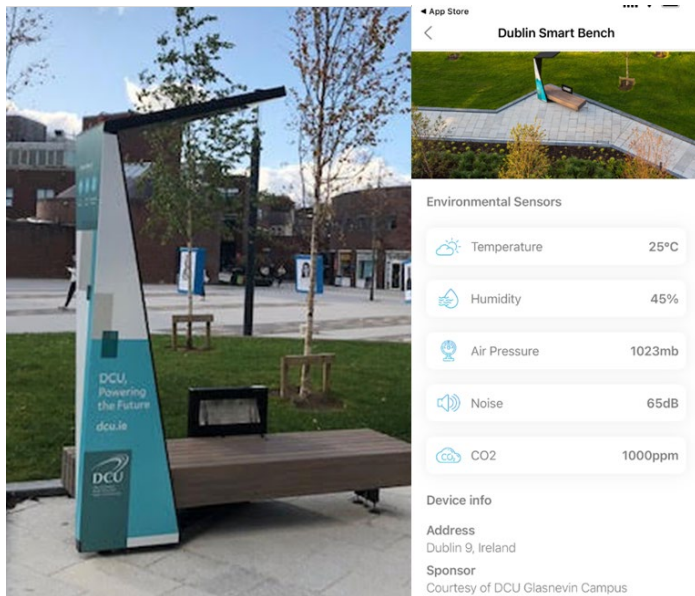 DCU,
Powering
the Future
dcu.ie
DCU
App Store
Dublin Smart Bench
Environmental Sensors
Temperature 25ºC
Humidity 45%
Air Pressure 1023mb
Noise 65dB
CO2 1000ppm
Device info
Address
Dublin 9, Ireland
Sponsor
Courtesy of DCU Glasnevin Campus